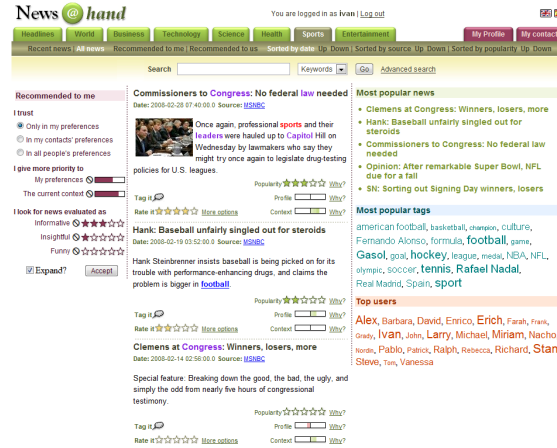 News @ hand
You are logged as ivan | Log out
Headlines World Business Technology Science Health Sports Entertainment My Profile My contact
Recent news | All news Recommended to me | Recommended to us Sorted by date Up Down | Sorted by source Up Down | Sorted by popularity Up Down
Search Keywords Go Advanced search
Recommended to me
I trust
Only in my preferences
In my contacts' preferences
In all people's preferences
I give more priority to
My preferences
The current context
I look for news evaluated as
Informative
Insightful
Funny
Expand? Accept
Commissioners to Congress: No federal law needed
Date: 2008-02-28 07:40:00.0 Source: MSNBC
Once again, professional sports and their
leaders were hauled up to Capitol Hill on
Wednesday by lawmakers who say they
might try once again to legislate drug-testing
policies for U.S. leagues.
Popularity Why?
Tag it Profile Why?
Rate it More options Context Why?
Hank: Baseball unfairly singled out for steroids
Date: 2008-02-19 03:52:00.0 Source: MSNBC
Hank Steinbrenner insists baseball is being picked on for its
trouble with performance-enhancing drugs, and claims the
problem is bigger in football.
Popularity Why?
Tag it Profile Why?
Rate it More options Context Why?
Clemens at Congress: Winners, losers, more
Date: 2008-02-14 02:56:00.0 Source: MSNBC
Special feature: Breaking down the good, the bad, the ugly, and
simply the odd from nearly five hours of congressional
testimony.
Popularity Why?
Tag it Profile Why?
Rate it More options Context Why?
Most popular news
• Clemens at Congress: Winners, losers, more
• Hank: Baseball unfairly singled out for
steroids
• Commissioners to Congress: No federal law
needed
• Opinion: After remarkable Super Bowl, NFL
due for a fall
• SN: Sorting out Signing Day winners, losers
Most popular tags
american football, basketball, champion, culture,
Fernando Alonso, formula, football, game,
Gasol, goal, hockey, league, medal, NBA, NFL,
olympic, soccer, tennis, Rafael Nadal,
Real Madrid, Spain, sport
Top users
Alex, Barbara, David, Enrico, Erich, Farah, Frank,
Grady, Ivan, John, Larry, Michael, Miriam, Nacho
Nordin, Pablo, Patrick, Ralph, Rebecca, Richard, Stan
Steve, Tom, Vanessa